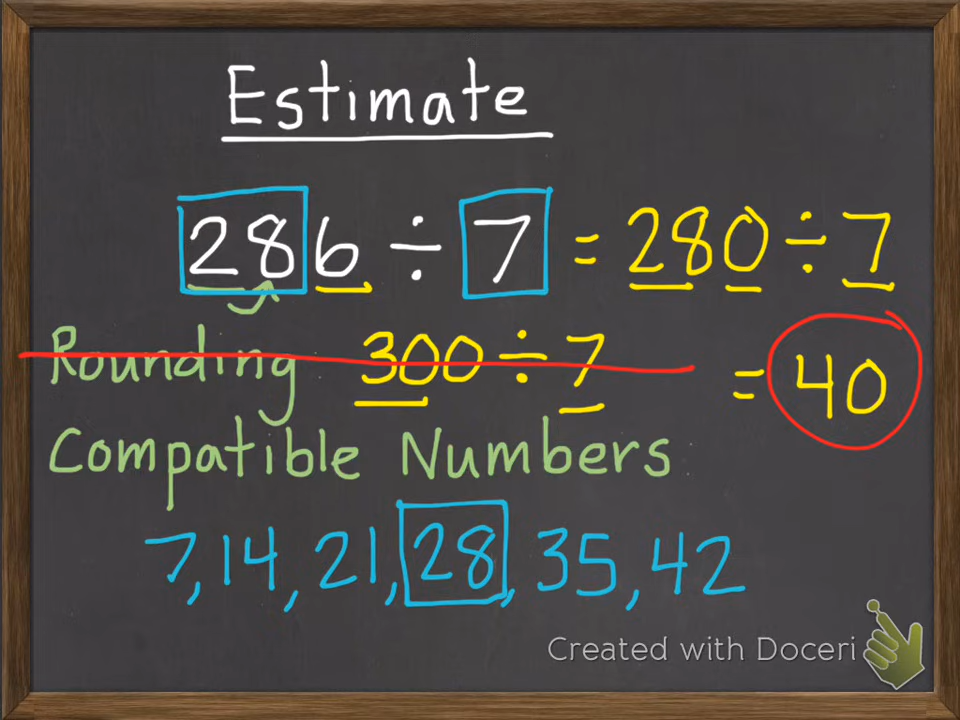 Estimate
286 ÷ 7 = 280 ÷ 7
Rounding 300 ÷ 7 = 40
Compatible Numbers
7, 14, 21, 28, 35, 42
Created with Doceri